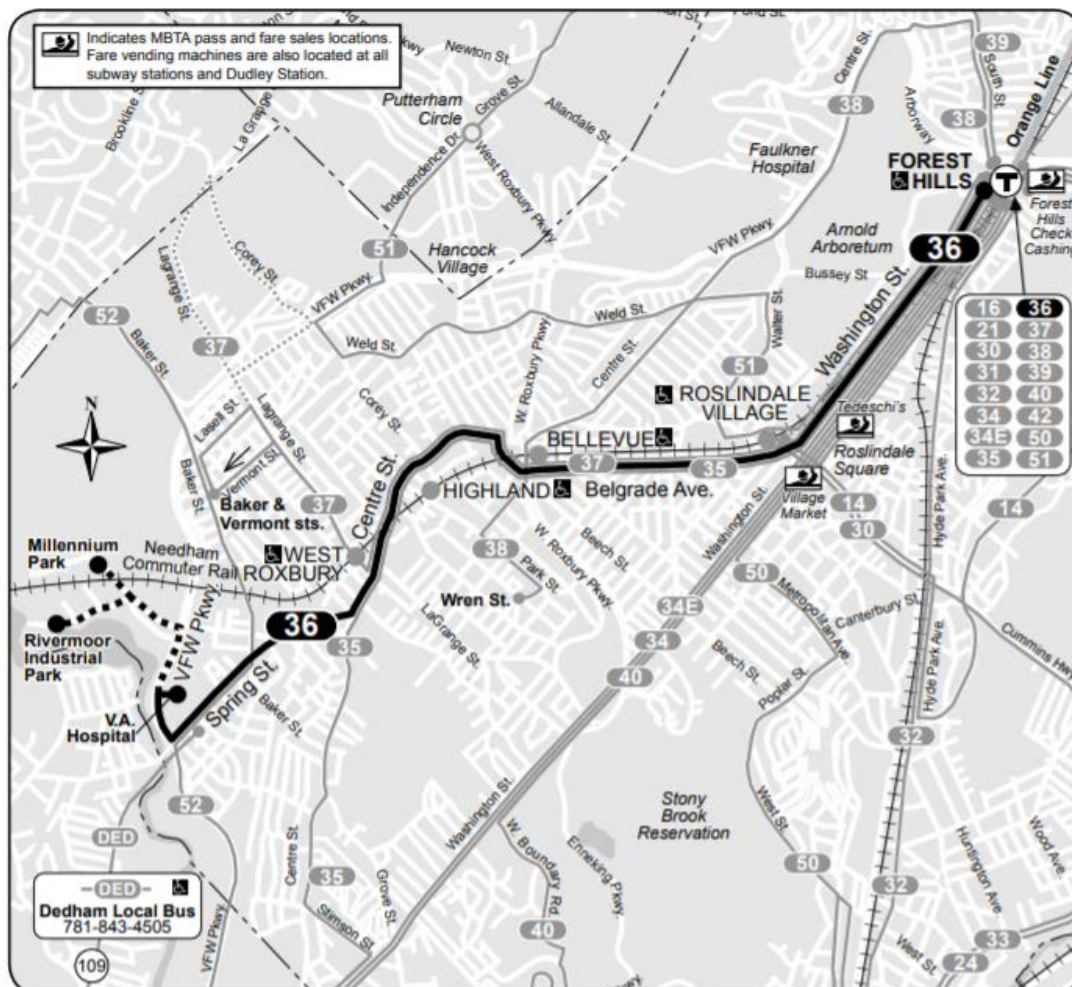 Indicates MBTA pass and fare sales locations.
Fare vending machines are also located at all
subway stations and Dudley Station.
Pkwy.
Newton St.
Pond St.
Brookline St.
La Grange St.
Putterham
Circle
Grove St.
Allandale St.
Independence Dr.
West Roxbury Pkwy.
Centre St.
38
Arborway
39
South St.
38
Orange Line
Faulkner
Hospital
FOREST
HILLS
T
Forest
Hills
Check
Cashing
51
Hancock
Village
VFW Pkwy.
Arnold
Arboretum
36
Bussey St.
Corey St.
Lagrange St.
VFW Pkwy.
52
Baker St.
37
Weld St.
Weld St.
Walter St.
Washington St.
16 36
21 37
30 38
31 39
32 40
34 42
34E 50
35 51
W. Roxbury Pkwy.
Centre St.
51
ROSLINDALE
VILLAGE
N
Lasell St.
Lagrange St.
Corey St.
Vermont St.
Baker St.
BELLEVUE
37
35
Tedeschi's
Roslindale
Square
Village
Market
HIGHLAND
Belgrade Ave.
Centre St.
Washington St.
14
30
Hyde Park Ave.
14
Baker &
Vermont sts.
37
WEST
ROXBURY
38
Park St.
W. Roxbury Pkwy.
Beech St.
Wren St.
50
Metropolitan Ave.
Canterbury St.
Cummins Hwy.
Millennium
Park
Needham
Commuter Rail
36
35
LaGrange St.
34E
34
40
Beech St.
Poplar St.
Hyde Park Ave.
Rivermoor
Industrial
Park
VFW Pkwy.
V.A.
Hospital
Spring St.
Baker St.
32
52
DED
Washington St.
Stony
Brook
Reservation
West St.
50
DED
Dedham Local Bus
781-843-4505
109
VFW Pkwy.
Centre St.
35
Grove St.
Stimson St.
W. Boundary Rd.
40
Enneking Pkwy.
Pkwy.
32
Huntington Ave.
Wood Ave.
West St.
33
24